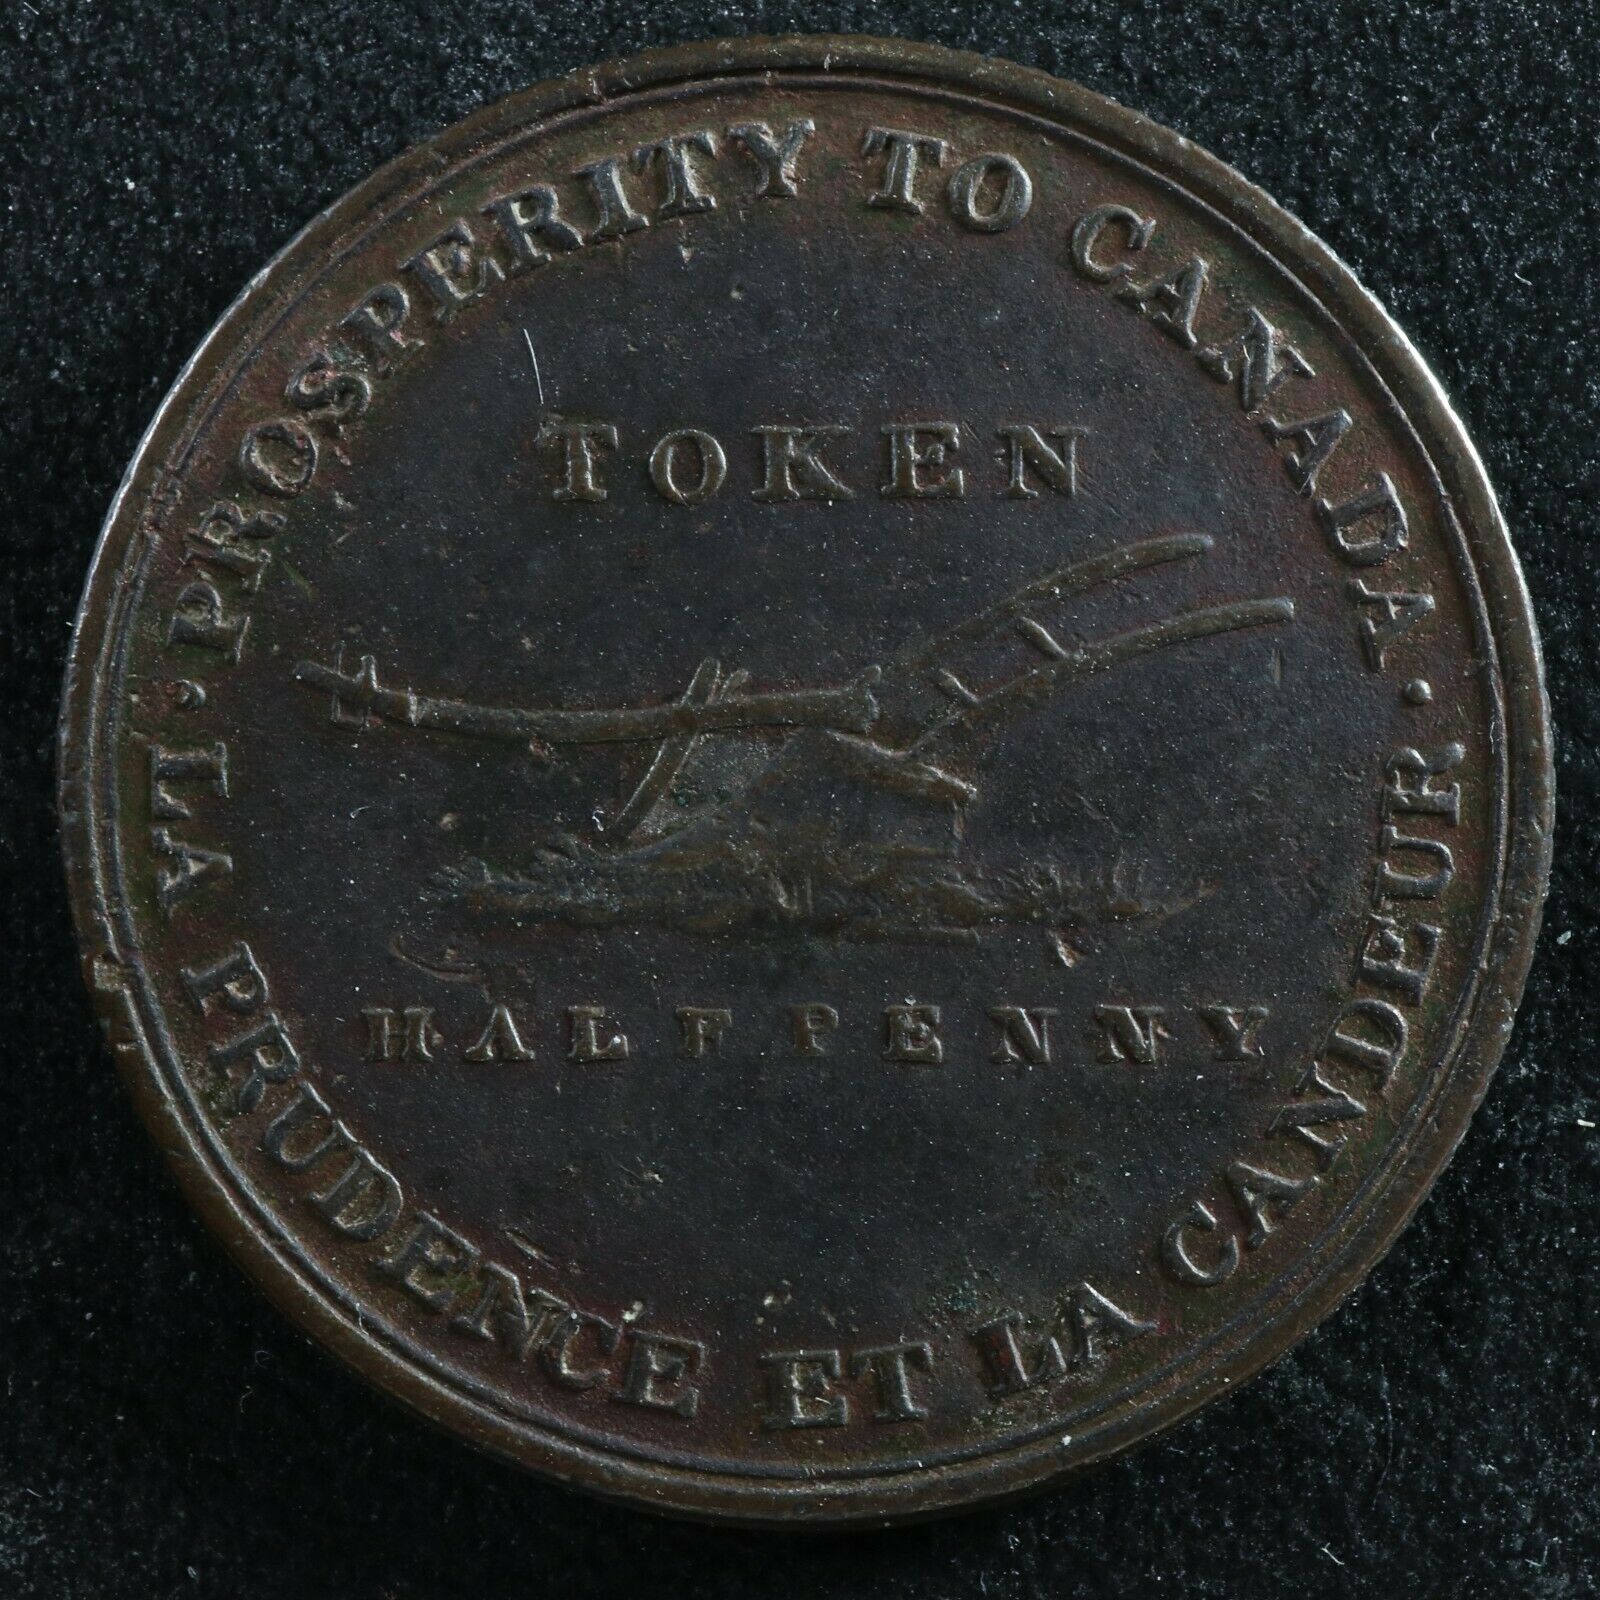 PROSPERITY TO CANADA.
TOKEN
HALFPENNY
LA PRUDENCE ET LA CANDEUR.